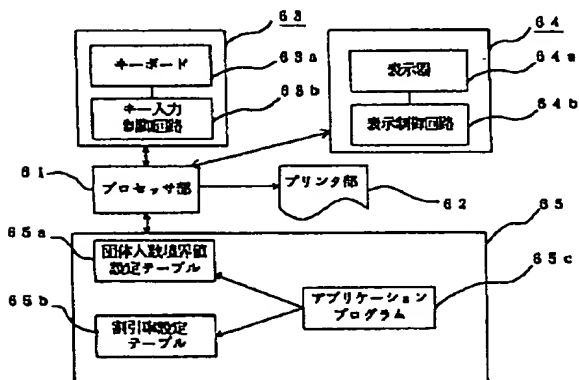 63
キーボード
63a
キー入力
制御回路
63b
64
表示器
64a
表示制御回路
64b
61
プロセッサ部
プリンタ部
62
65
65a
団体人数境界値
設定テーブル
65b
割引率設定
テーブル
アプリケーション
プログラム
65c